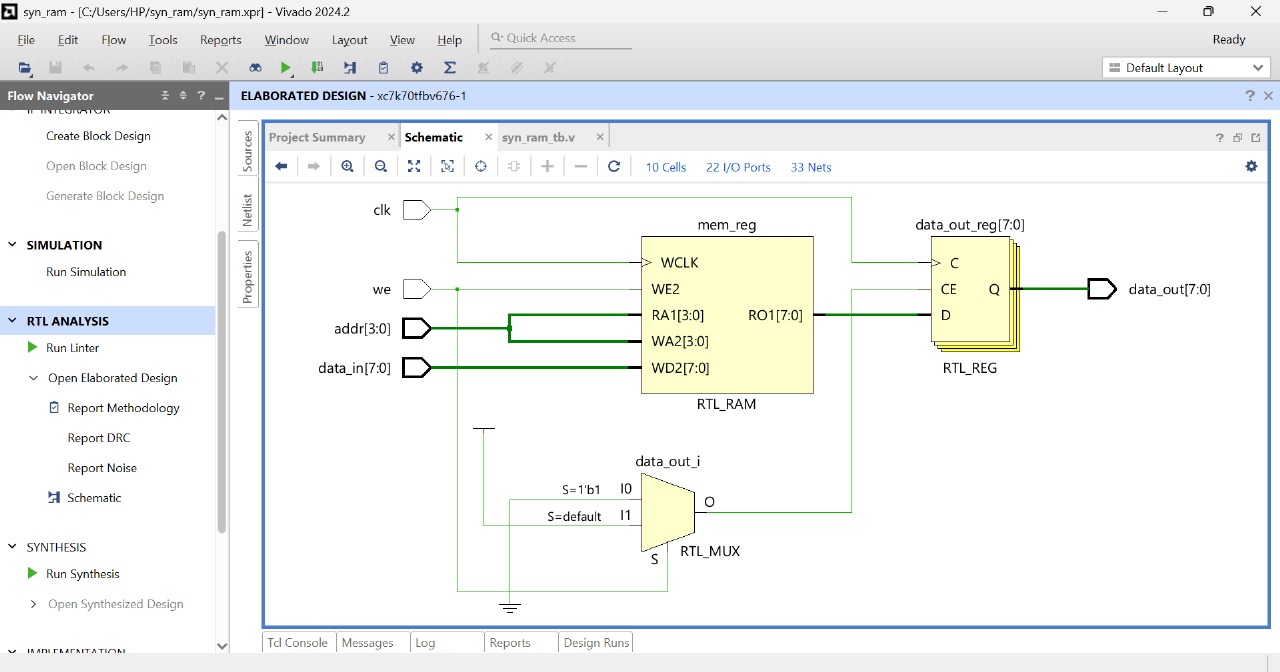 syn_ram - [C:/Users/HP/syn_ram/syn_ram.xpr] - Vivado 2024.2
File Edit Flow Tools Reports Window Layout View Help
Quick Access
Ready
Default Layout
Flow Navigator
ELABORATED DESIGN - xc7k70tfbv676-1
IP INTEGRATOR
Create Block Design
Open Block Design
Generate Block Design
SIMULATION
Run Simulation
RTL ANALYSIS
Run Linter
Open Elaborated Design
Report Methodology
Report DRC
Report Noise
Schematic
SYNTHESIS
Run Synthesis
Open Synthesized Design
IMPLEMENTATION
Sources
Netlist
Properties
Project Summary
Schematic
syn_ram_tb.v
10 Cells 22 I/O Ports 33 Nets
clk
we
addr[3:0]
data_in[7:0]
mem_reg
WCLK
WE2
RA1[3:0] RO1[7:0]
WA2[3:0]
WD2[7:0]
RTL_RAM
data_out_reg[7:0]
C
CE Q
D
RTL_REG
data_out[7:0]
data_out_i
S=1'b1 I0
S=default I1
O
S
RTL_MUX
Tcl Console Messages Log Reports Design Runs